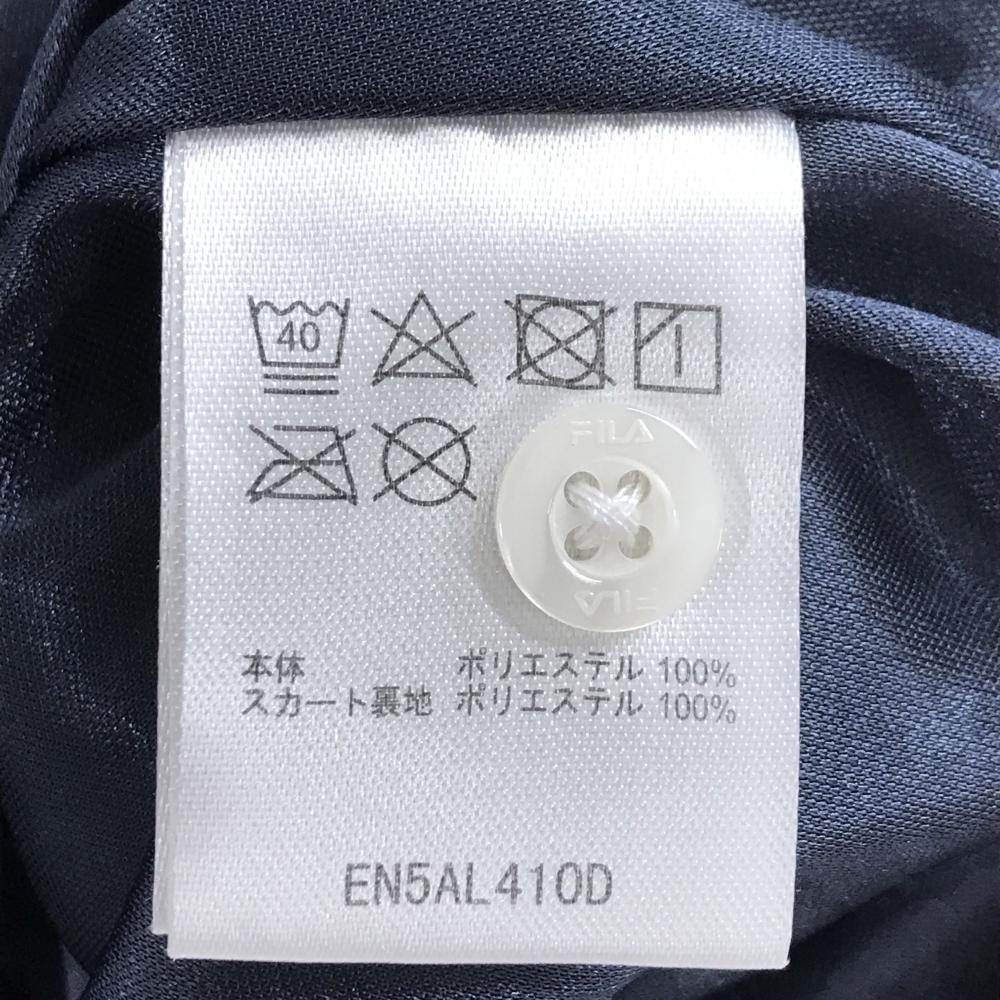 40
FILA
FILA
本体 ポリエステル 100%
スカート裏地 ポリエステル 100%
EN5AL410D